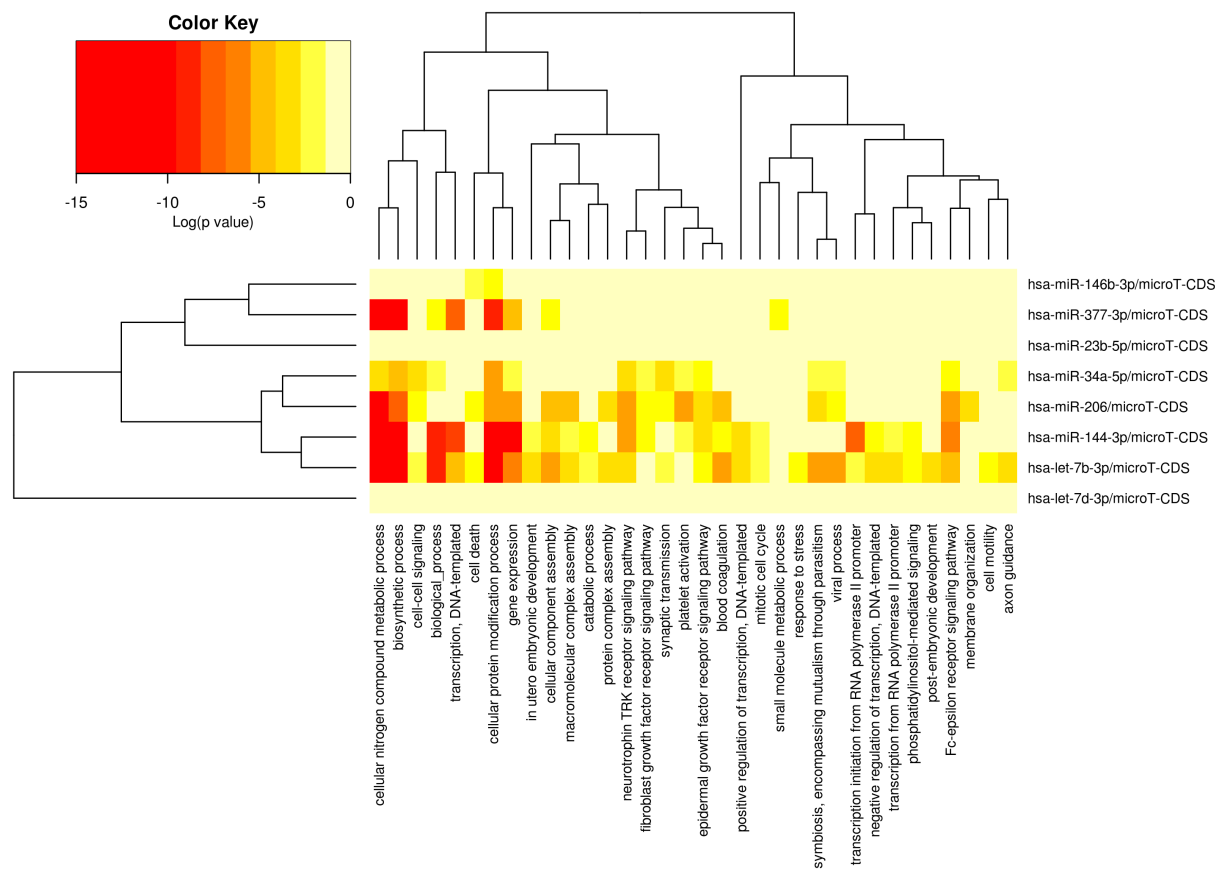 Color Key
-15
-10
-5
0
Log(p value)
hsa-miR-146b-3p/microT-CDS
hsa-miR-377-3p/microT-CDS
hsa-miR-23b-5p/microT-CDS
hsa-miR-34a-5p/microT-CDS
hsa-miR-206/microT-CDS
hsa-miR-144-3p/microT-CDS
hsa-let-7b-3p/microT-CDS
hsa-let-7d-3p/microT-CDS
cellular nitrogen compound metabolic process
biosynthetic process
cell-cell signaling
biological_process
transcription, DNA-templated
cell death
cellular protein modification process
gene expression
in utero embryonic development
cellular component assembly
macromolecular complex assembly
catabolic process
protein complex assembly
neurotrophin TRK receptor signaling pathway
fibroblast growth factor receptor signaling pathway
synaptic transmission
platelet activation
epidermal growth factor receptor signaling pathway
blood coagulation
positive regulation of transcription, DNA-templated
mitotic cell cycle
small molecule metabolic process
response to stress
symbiosis, encompassing mutualism through parasitism
viral process
transcription initiation from RNA polymerase II promoter
negative regulation of transcription, DNA-templated
transcription from RNA polymerase II promoter
phosphatidylinositol-mediated signaling
post-embryonic development
Fc-epsilon receptor signaling pathway
membrane organization
cell motility
axon guidance